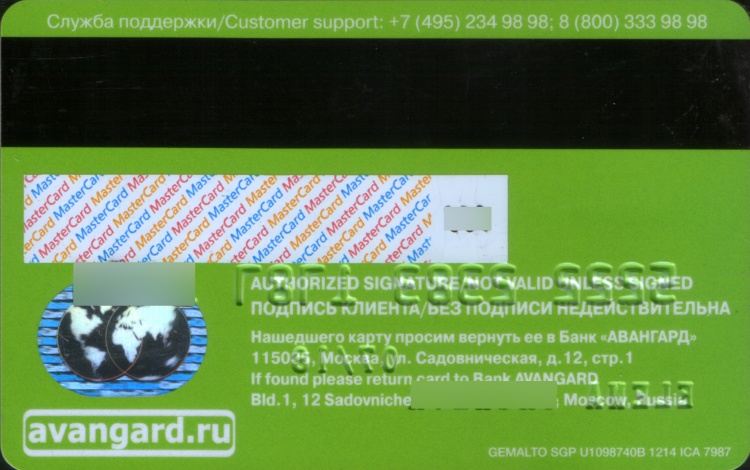 Служба поддержки/Customer support: +7 (495) 234 98 98; 8 (800) 333 98 98
MasterCard
AUTHORIZED SIGNATURE/NOT VALID UNLESS SIGNED
ПОДПИСЬ КЛИЕНТА/БЕЗ ПОДПИСИ НЕДЕЙСТВИТЕЛЬНА
Нашедшего карту просим вернуть ее в Банк «АВАНГАРД»
115035, Москва, ул. Садовническая, д.12, стр.1
If found please return card to Bank AVANGARD
Bld.1, 12 Moscow, Russia
avangard.ru
GEMALTO SGP U1098740B 1214 ICA 7987